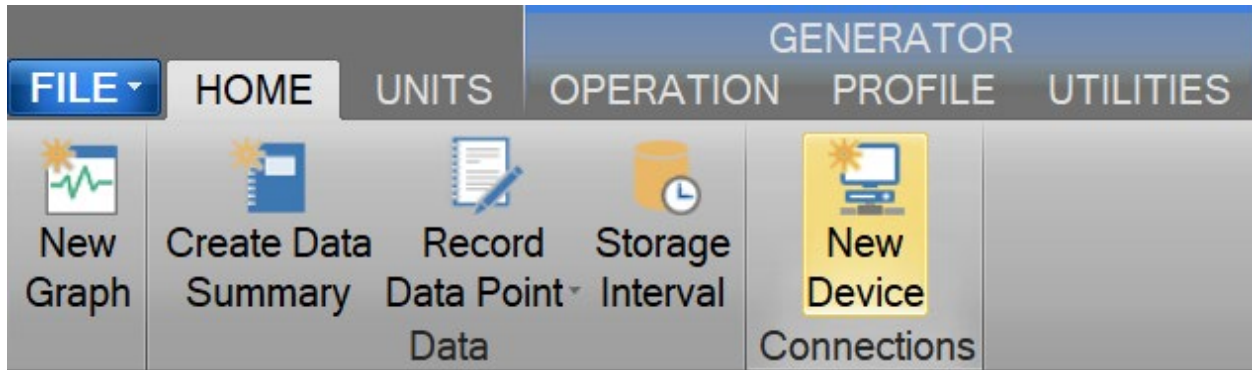 GENERATOR
FILE HOME UNITS OPERATION PROFILE UTILITIES
New Graph
Create Data Summary
Record Data Point
Storage Interval
New Device
Data
Connections